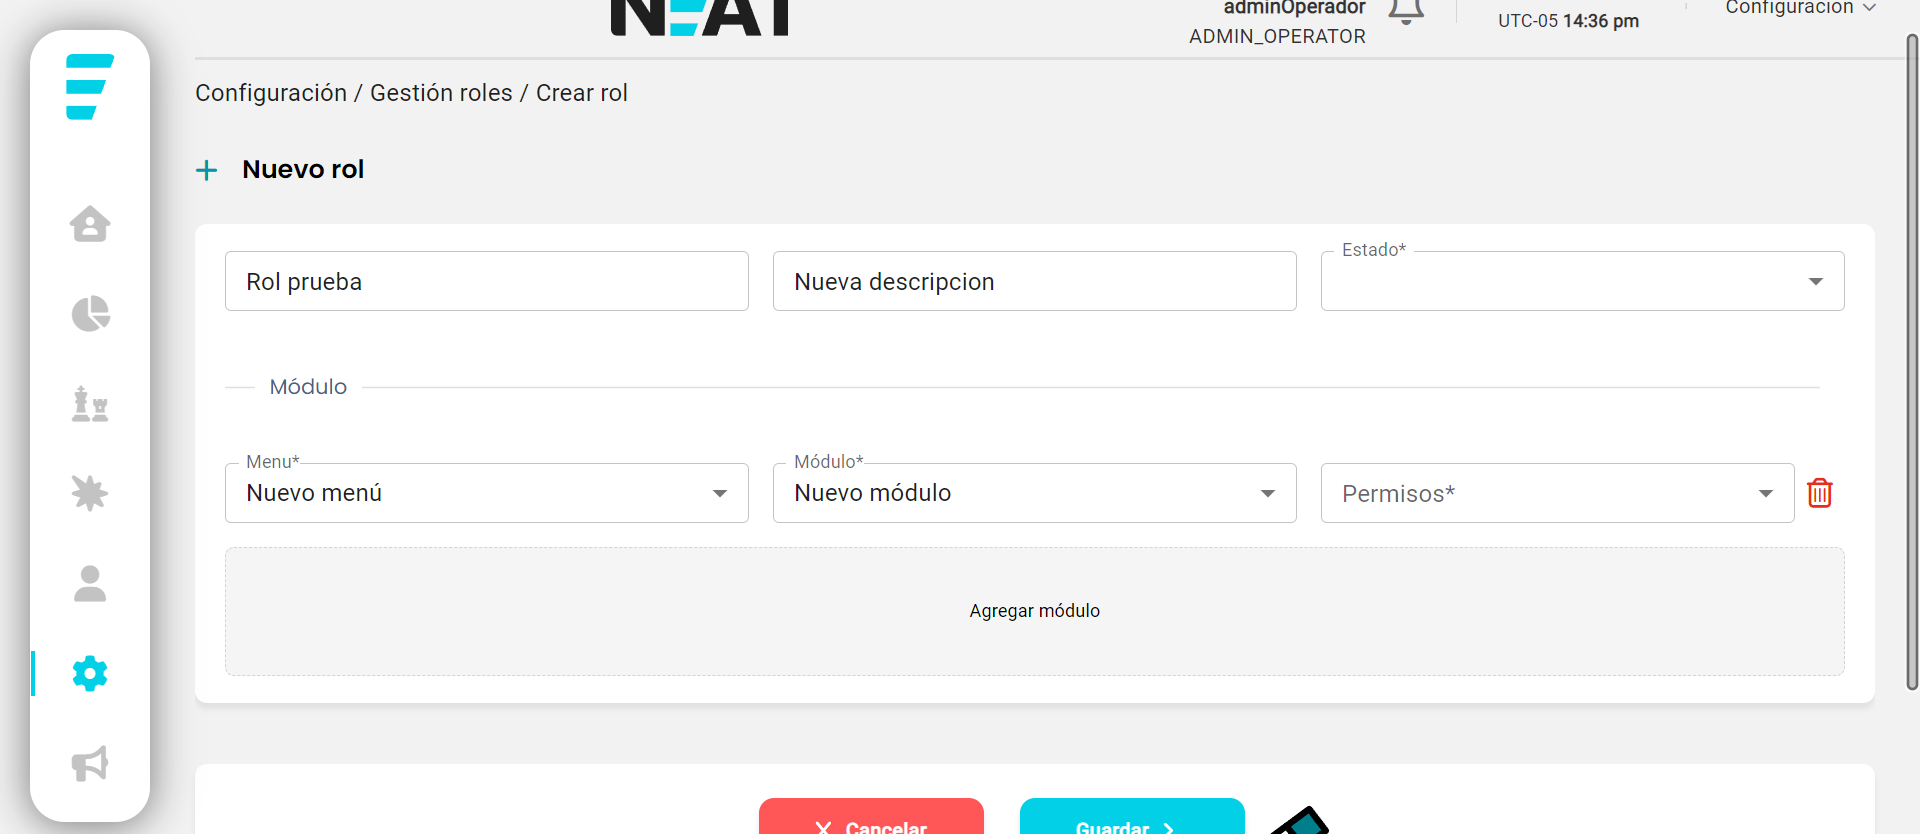 NEAT
adminOperador
ADMIN_OPERATOR
UTC-05 14:36 pm
Configuración
Configuración / Gestión roles / Crear rol
Nuevo rol
Rol prueba
Nueva descripcion
Estado*
Módulo
Menu*
Nuevo menú
Módulo*
Nuevo módulo
Permisos*
Agregar módulo
Cancelar
Guardar